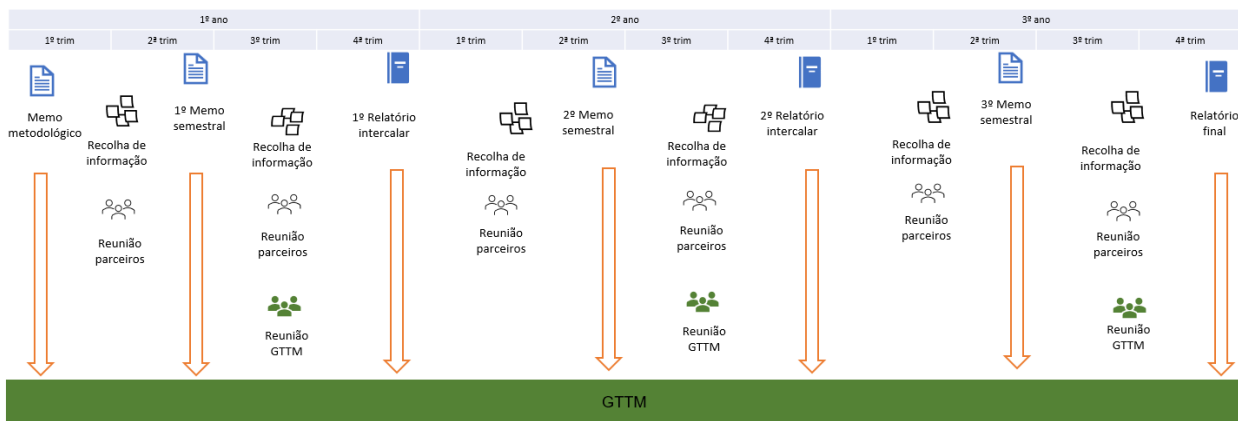 1º ano 2º ano 3º ano
1º trim 2ª trim 3º trim 4ª trim 1º trim 2ª trim 3º trim 4ª trim 1º trim 2ª trim 3º trim 4ª trim
Memo
metodológico
Recolha de
informação
Reunião
parceiros
1º Memo
semestral
Recolha de
informação
Reunião
parceiros
Reunião
GTTM
1º Relatório
intercalar
Recolha de
informação
Reunião
parceiros
2º Memo
semestral
Recolha de
informação
Reunião
parceiros
Reunião
GTTM
2º Relatório
intercalar
Recolha de
informação
Reunião
parceiros
3º Memo
semestral
Recolha de
informação
Reunião
parceiros
Reunião
GTTM
Relatório
final
GTTM